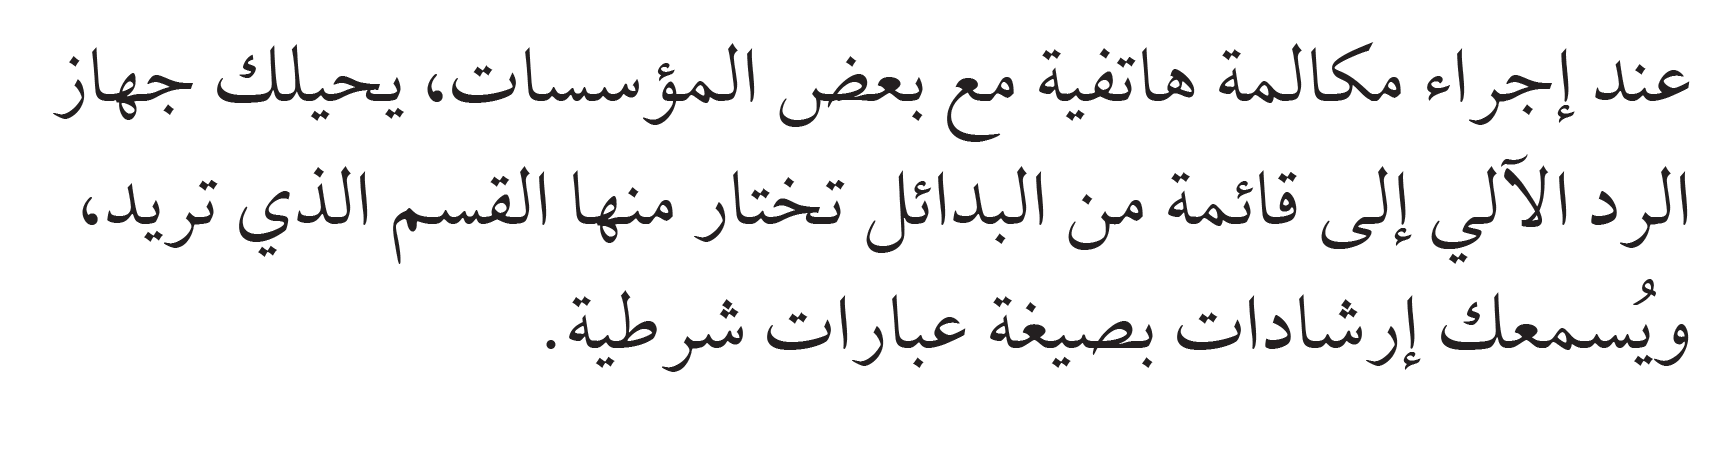 عند إجراء مكالمة هاتفية مع بعض المؤسسات، يحيلك جهاز
الرد الآلي إلى قائمة من البدائل تختار منها القسم الذي تريد،
ويُسمعك إرشادات بصيغة عبارات شرطية.